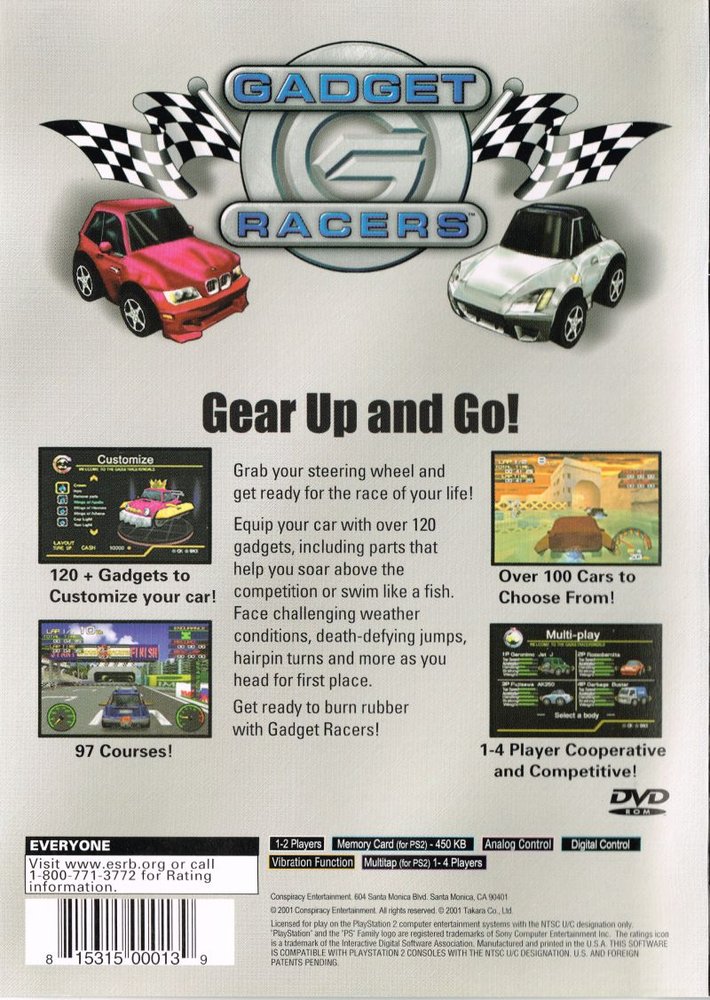 GADGET
RACERS™
Gear Up and Go!
Customize
Grab your steering wheel and
get ready for the race of your life!
Equip your car with over 120
gadgets, including parts that
help you soar above the
competition or swim like a fish.
Face challenging weather
conditions, death-defying jumps,
hairpin turns and more as you
head for first place.
Get ready to burn rubber
with Gadget Racers!
120 + Gadgets to
Customize your car!
Over 100 Cars to
Choose From!
FINISH
97 Courses!
Multi-play
Select a body
1-4 Player Cooperative
and Competitive!
DVD
ROM
EVERYONE
Visit www.esrb.org or call
1-800-771-3772 for Rating
information.
1-2 Players
Memory Card (for PS2) - 450 KB
Analog Control
Digital Control
Vibration Function
Multitap (for PS2) 1- 4 Players
8 15315 00013 9
Conspiracy Entertainment. 604 Santa Monica Blvd. Santa Monica, CA 90401
© 2001 Conspiracy Entertainment. All rights reserved. © 2001 Takara Co., Ltd.
Licensed for play on the PlayStation 2 computer entertainment systems with the NTSC U/C designation only.
"PlayStation" and the "PS" Family logo are registered trademarks of Sony Computer Entertainment Inc. The ratings icon
is a trademark of the Interactive Digital Software Association. Manufactured and printed in the U.S.A. THIS SOFTWARE
IS COMPATIBLE WITH PLAYSTATION 2 CONSOLES WITH THE NTSC U/C DESIGNATION. U.S. AND FOREIGN
PATENTS PENDING.